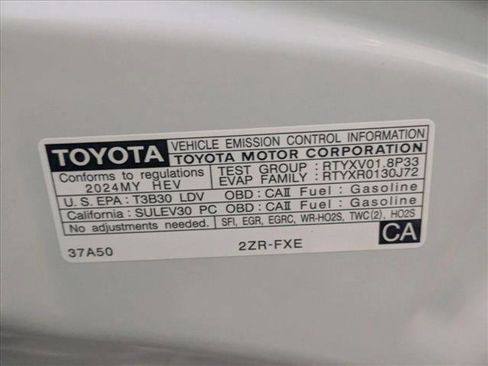 TOYOTA VEHICLE EMISSION CONTROL INFORMATION
TOYOTA MOTOR CORPORATION
Conforms to regulations TEST GROUP : RTYXV01.8P33
2024MY HEV EVAP FAMILY : RTYXR0130J72
U.S. EPA : T3B30 LDV OBD : CAII Fuel : Gasoline
California : SULEV30 PC OBD : CAII Fuel : Gasoline
No adjustments needed. SFI, EGR, EGRC, WR-HO2S, TWC(2), HO2S
37A50 2ZR-FXE CA